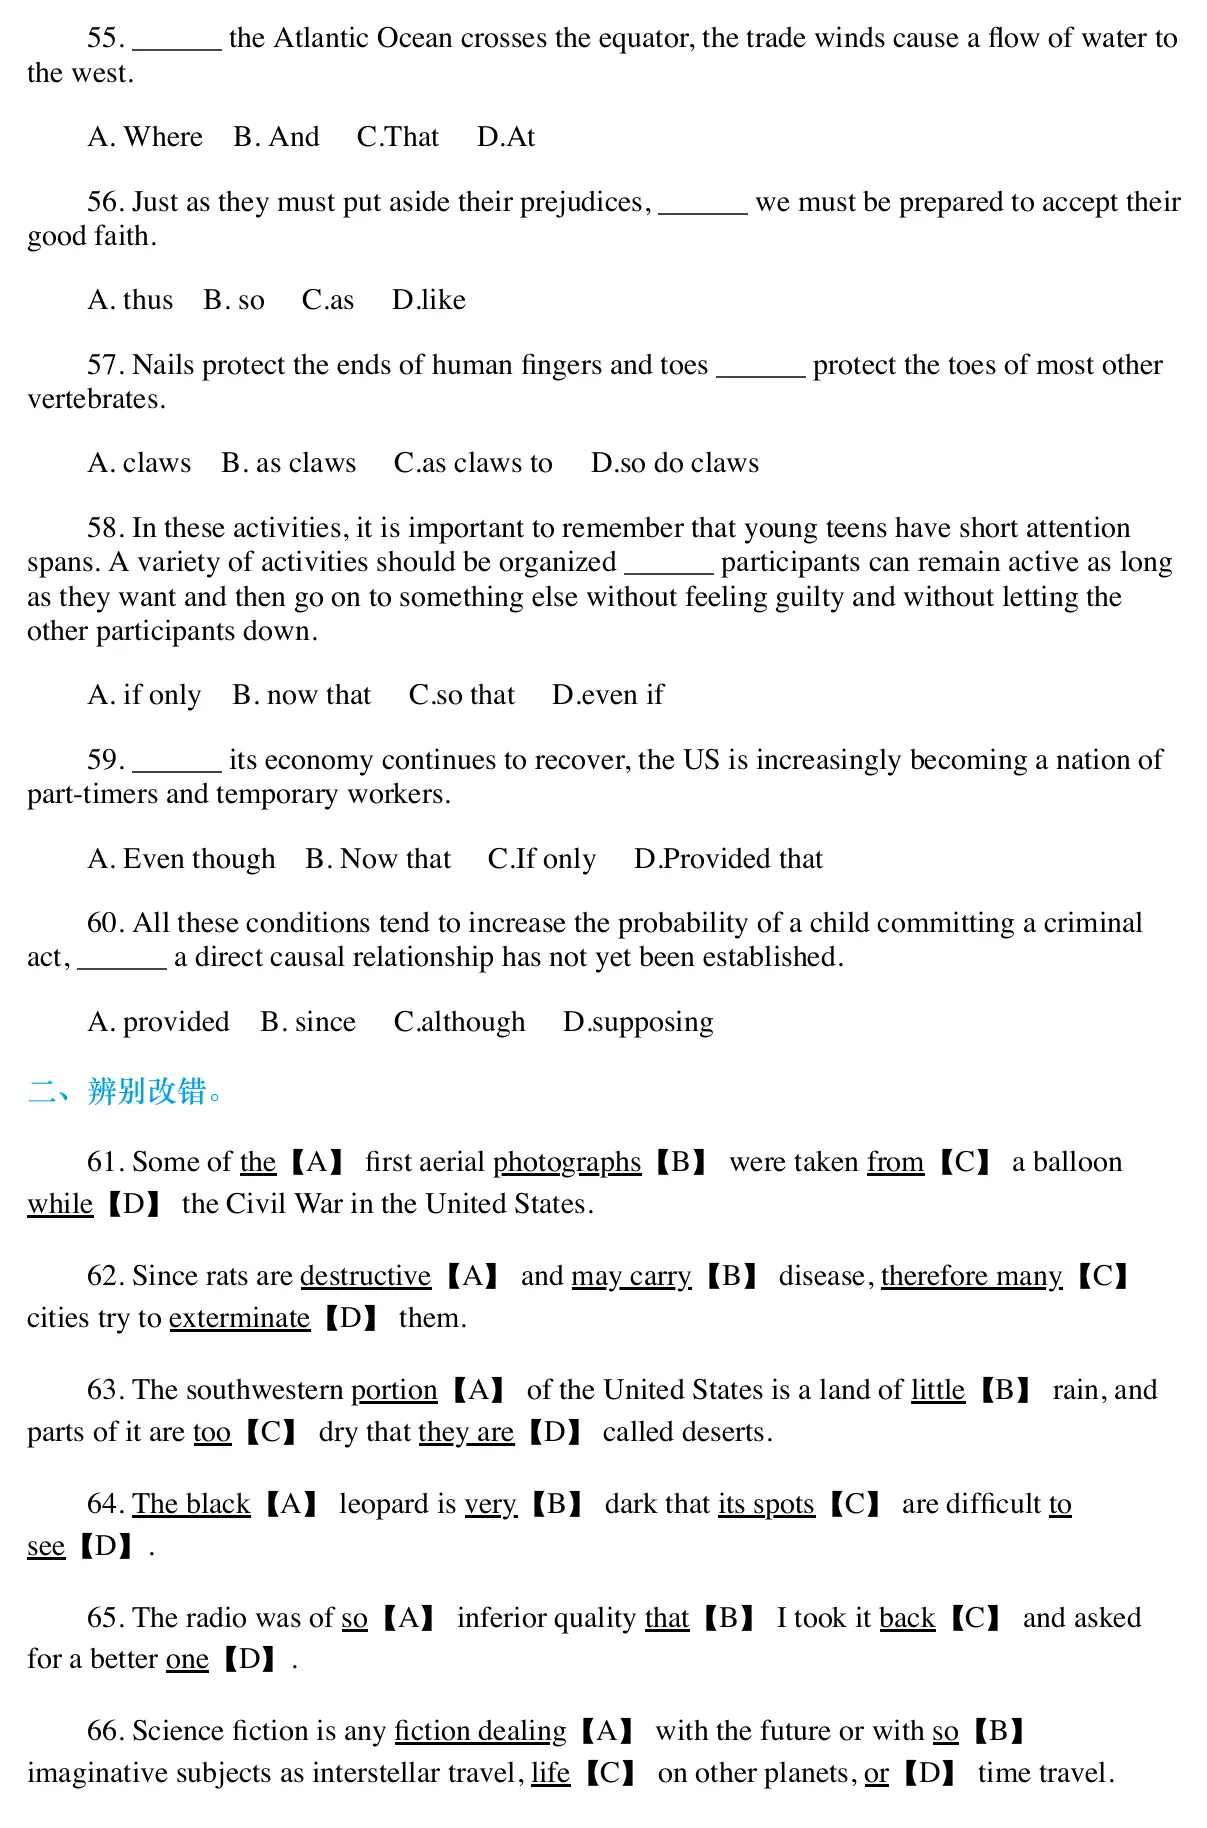 55. ______ the Atlantic Ocean crosses the equator, the trade winds cause a flow of water to
the west.
A. Where B. And C.That D.At
56. Just as they must put aside their prejudices, ______ we must be prepared to accept their
good faith.
A. thus B. so C.as D.like
57. Nails protect the ends of human fingers and toes ______ protect the toes of most other
vertebrates.
A. claws B. as claws C.as claws to D.so do claws
58. In these activities, it is important to remember that young teens have short attention
spans. A variety of activities should be organized ______ participants can remain active as long
as they want and then go on to something else without feeling guilty and without letting the
other participants down.
A. if only B. now that C.so that D.even if
59. ______ its economy continues to recover, the US is increasingly becoming a nation of
part-timers and temporary workers.
A. Even though B. Now that C.If only D.Provided that
60. All these conditions tend to increase the probability of a child committing a criminal
act, ______ a direct causal relationship has not yet been established.
A. provided B. since C.although D.supposing
二、辨别改错。
61. Some of the【A】 first aerial photographs【B】 were taken from【C】 a balloon
while【D】 the Civil War in the United States.
62. Since rats are destructive【A】 and may carry【B】 disease, therefore many【C】
cities try to exterminate【D】 them.
63. The southwestern portion【A】 of the United States is a land of little【B】 rain, and
parts of it are too【C】 dry that they are【D】 called deserts.
64. The black【A】 leopard is very【B】 dark that its spots【C】 are difficult to
see【D】 .
65. The radio was of so【A】 inferior quality that【B】 I took it back【C】 and asked
for a better one【D】 .
66. Science fiction is any fiction dealing【A】 with the future or with so【B】
imaginative subjects as interstellar travel, life【C】 on other planets, or【D】 time travel.